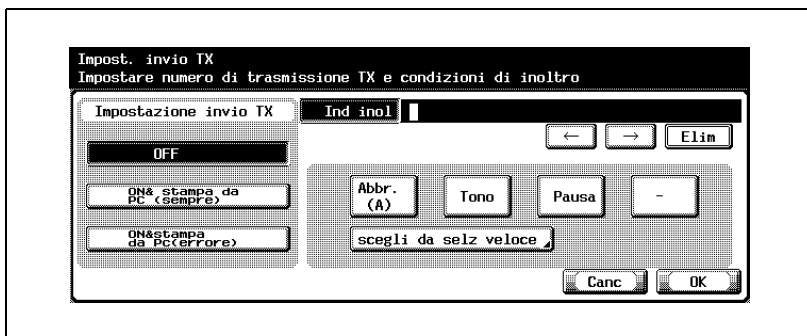 Impost. invio TX
Impostare numero di trasmissione TX e condizioni di inoltro
Impostazione invio TX
Ind inol
← → Elim
OFF
ON& stampa da
PC (sempre)
ON&stampa
da Pc(errore)
Abbr.
(A)
Tono
Pausa
-
scegli da selz veloce
Canc
OK